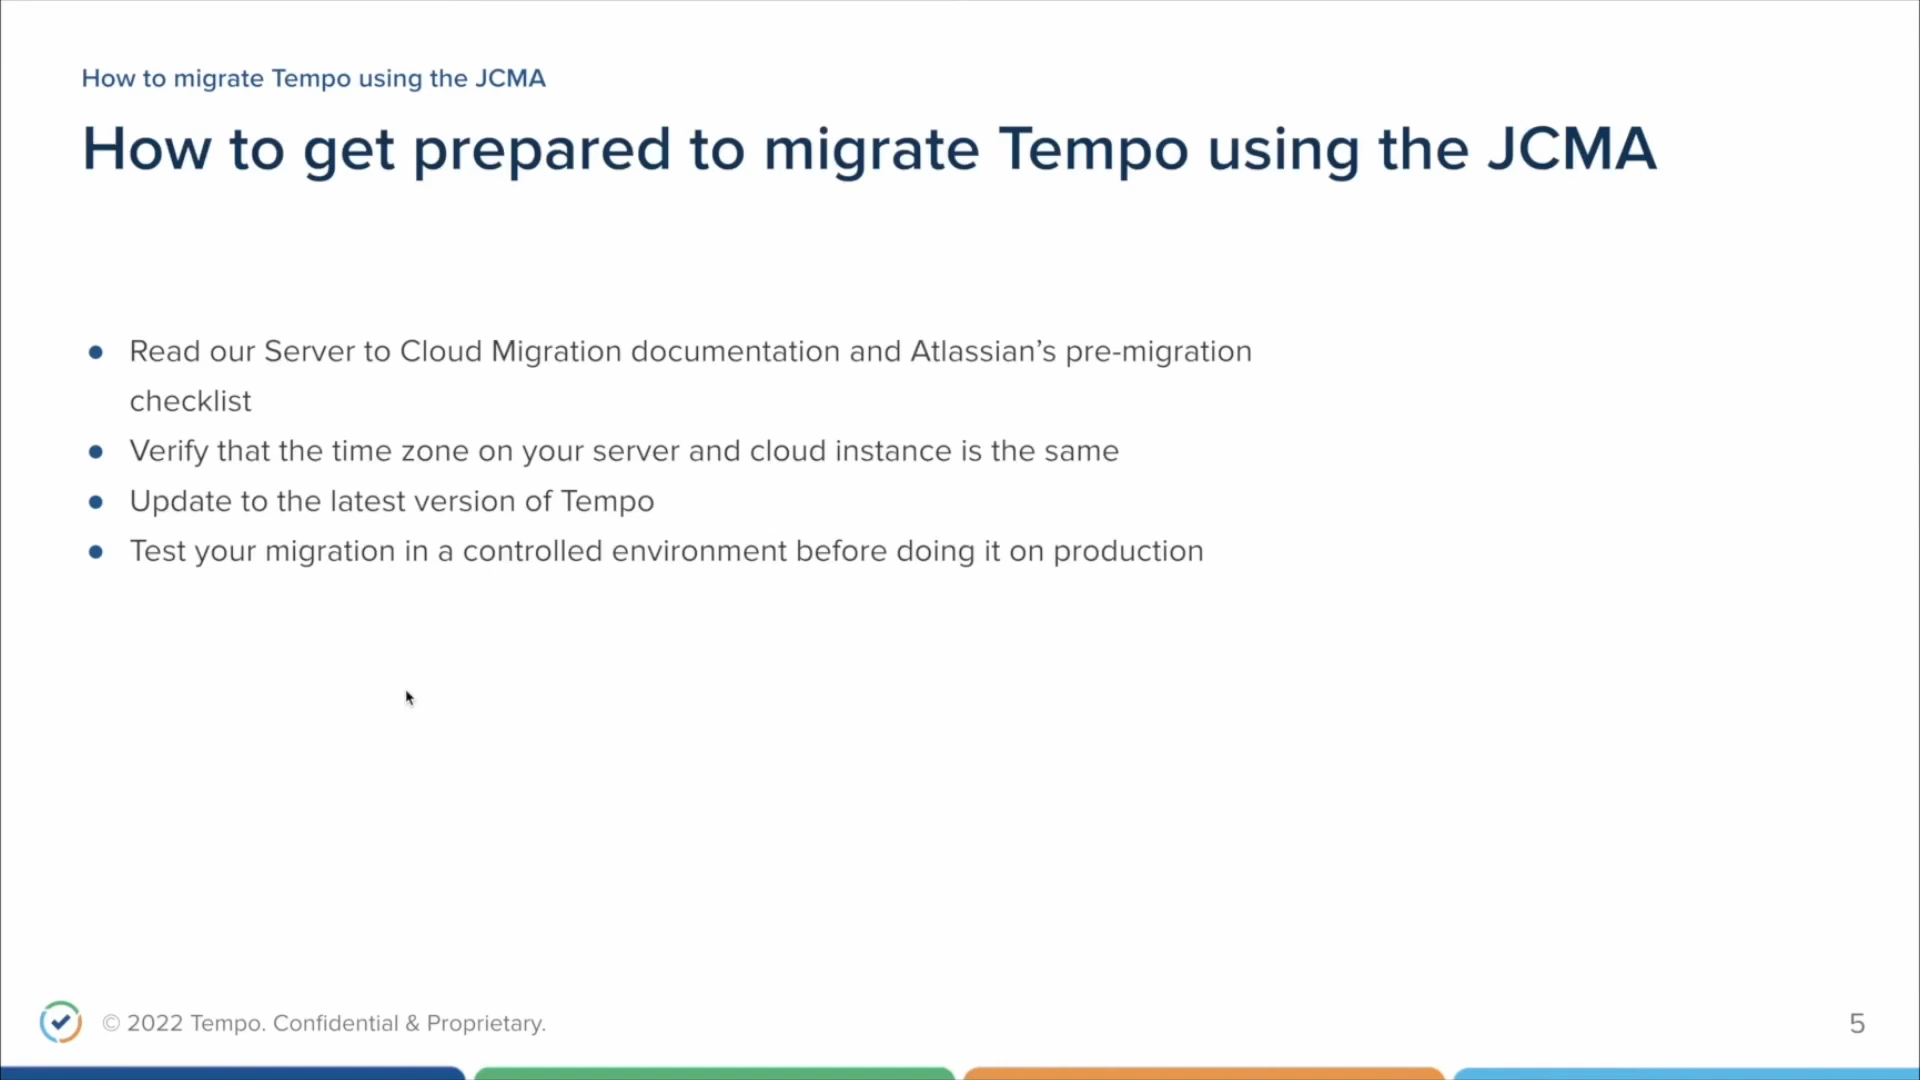 How to migrate Tempo using the JCMA
How to get prepared to migrate Tempo using the JCMA
● Read our Server to Cloud Migration documentation and Atlassian’s pre-migration
checklist
● Verify that the time zone on your server and cloud instance is the same
● Update to the latest version of Tempo
● Test your migration in a controlled environment before doing it on production
© 2022 Tempo. Confidential & Proprietary.
5